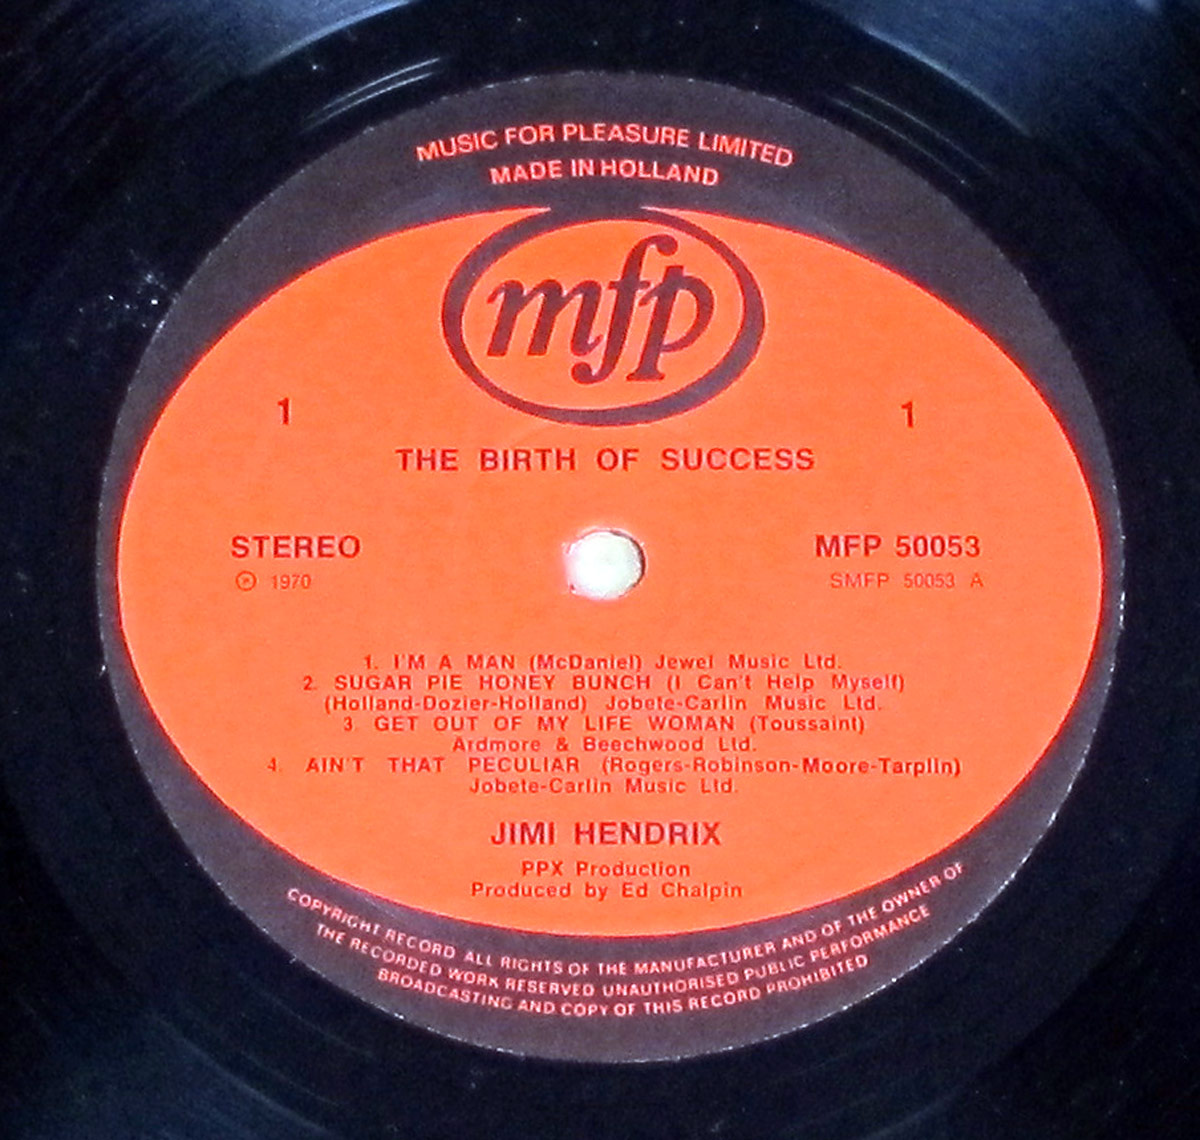 MUSIC FOR PLEASURE LIMITED
MADE IN HOLLAND
mfp
1 1
THE BIRTH OF SUCCESS
STEREO MFP 50053
Ⓟ 1970 SMFP 50053 A
1. I'M A MAN (McDaniel) Jewel Music Ltd.
2. SUGAR PIE HONEY BUNCH (I Can't Help Myself)
(Holland-Dozier-Holland) Jobete-Carlin Music Ltd.
3. GET OUT OF MY LIFE WOMAN (Toussaint)
Ardmore & Beechwood Ltd.
4. AIN'T THAT PECULIAR (Rogers-Robinson-Moore-Tarplin)
Jobete-Carlin Music Ltd.
JIMI HENDRIX
PPX Production
Produced by Ed Chalpin
COPYRIGHT RECORD ALL RIGHTS OF THE MANUFACTURER AND OF THE OWNER OF
THE RECORDED WORK RESERVED UNAUTHORISED PUBLIC PERFORMANCE
BROADCASTING AND COPY OF THIS RECORD PROHIBITED